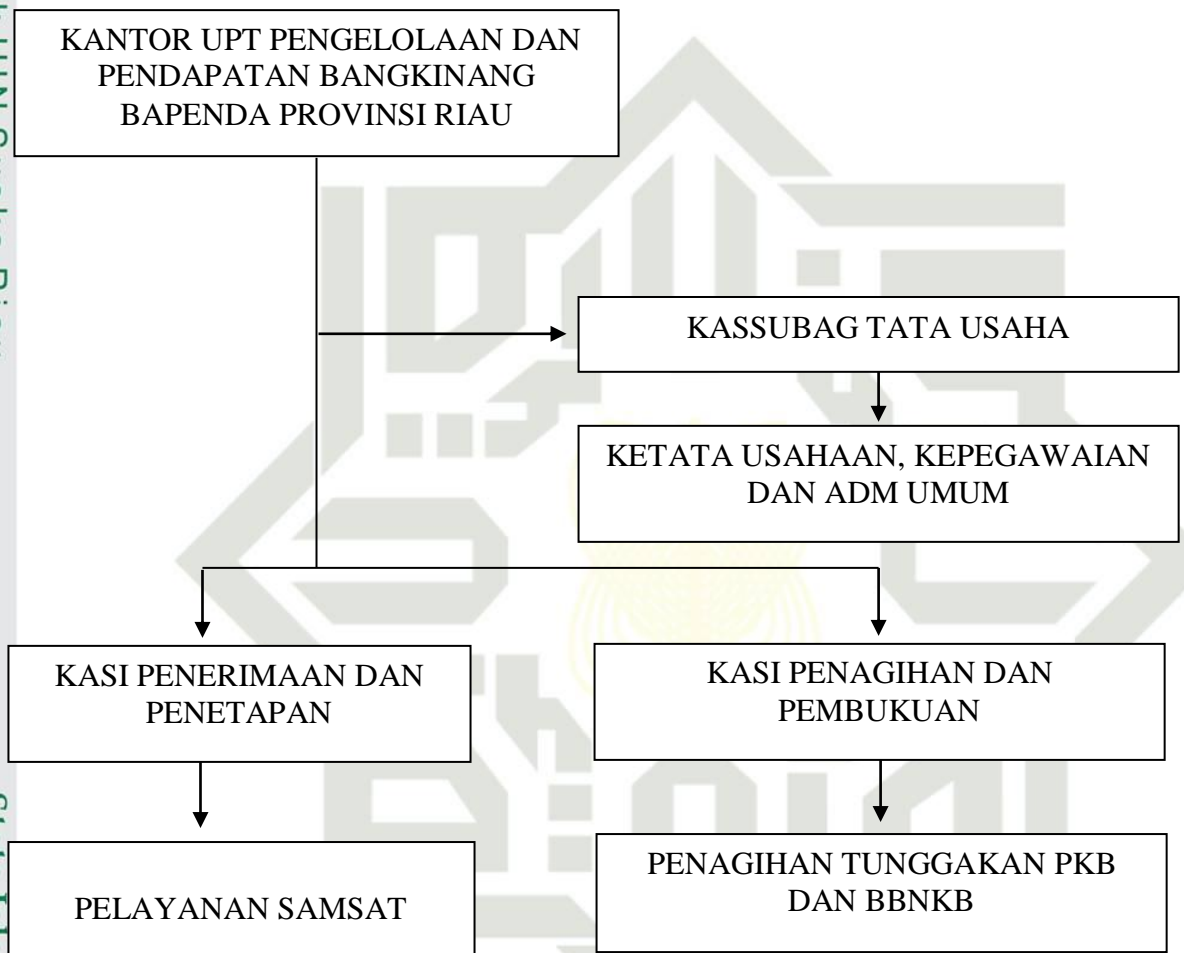 KANTOR UPT PENGELOLAAN DAN
PENDAPATAN BANGKINANG
BAPENDA PROVINSI RIAU
KASSUBAG TATA USAHA
KETATA USAHAAN, KEPEGAWAIAN
DAN ADM UMUM
KASI PENERIMAAN DAN
PENETAPAN
KASI PENAGIHAN DAN
PEMBUKUAN
PELAYANAN SAMSAT
PENAGIHAN TUNGGAKAN PKB
DAN BBNKB